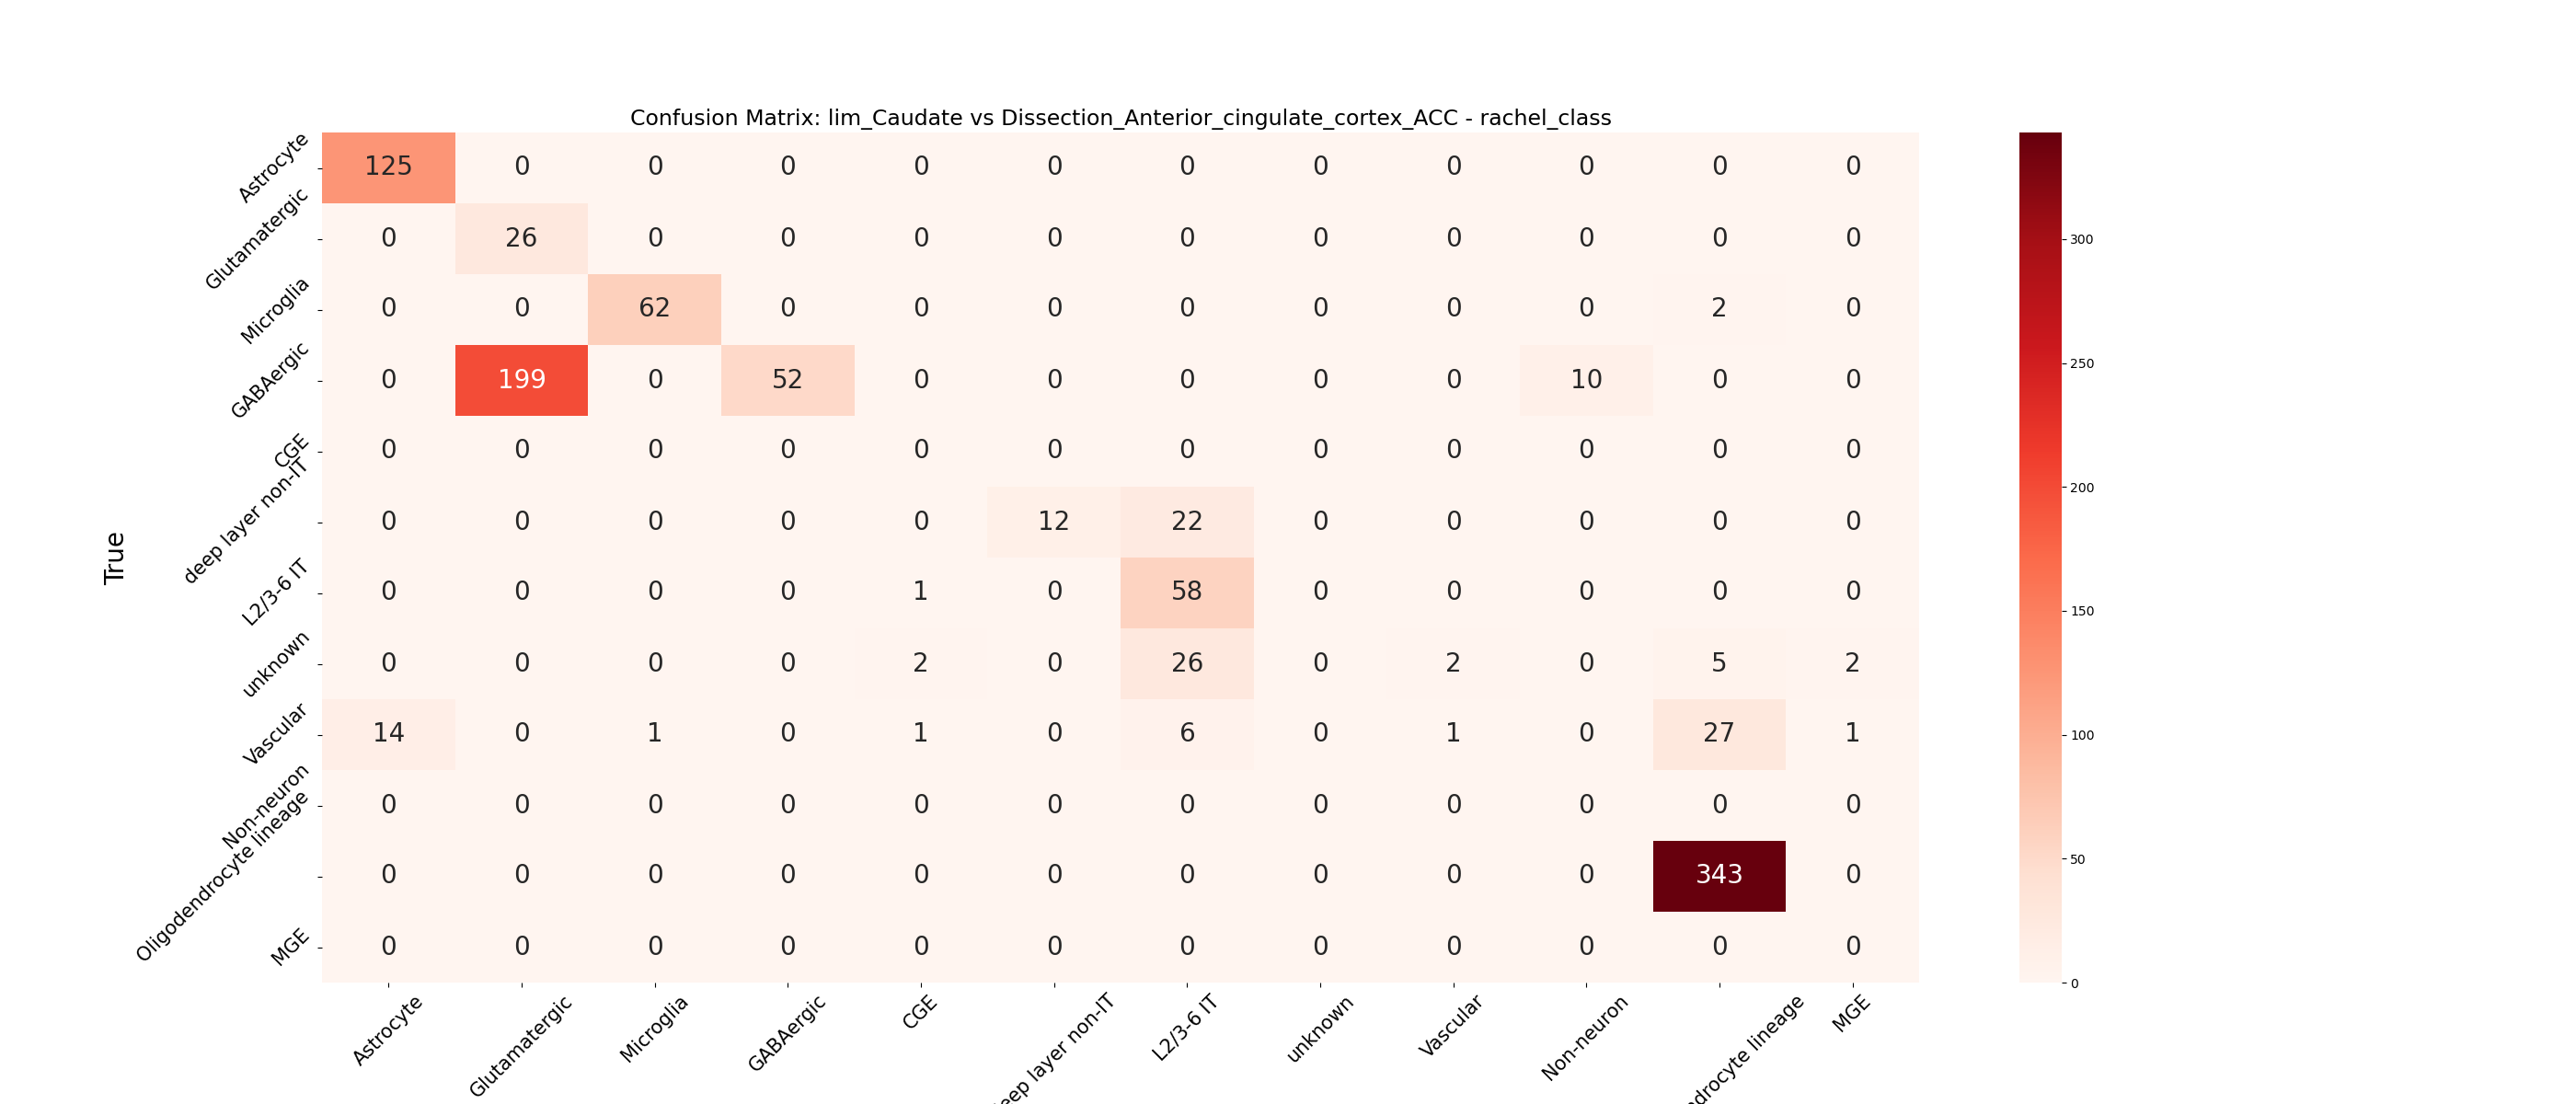 Confusion Matrix: lim_Caudate vs Dissection_Anterior_cingulate_cortex_ACC - rachel_class
True
Astrocyte 125 0 0 0 0 0 0 0 0 0 0 0
Glutamatergic 0 26 0 0 0 0 0 0 0 0 0 0
Microglia 0 0 62 0 0 0 0 0 0 0 2 0
GABAergic 0 199 0 52 0 0 0 0 0 10 0 0
CGE 0 0 0 0 0 0 0 0 0 0 0 0
deep layer non-IT 0 0 0 0 0 12 22 0 0 0 0 0
L2/3-6 IT 0 0 0 0 1 0 58 0 0 0 0 0
unknown 0 0 0 0 2 0 26 0 2 0 5 2
Vascular 14 0 1 0 1 0 6 0 1 0 27 1
Non-neuron 0 0 0 0 0 0 0 0 0 0 0 0
Oligodendrocyte lineage 0 0 0 0 0 0 0 0 0 0 343 0
MGE 0 0 0 0 0 0 0 0 0 0 0 0
Astrocyte Glutamatergic Microglia GABAergic CGE layer non-IT L2/3-6 IT unknown Vascular Non-neuron lineage MGE
300
250
200
150
100
50
0